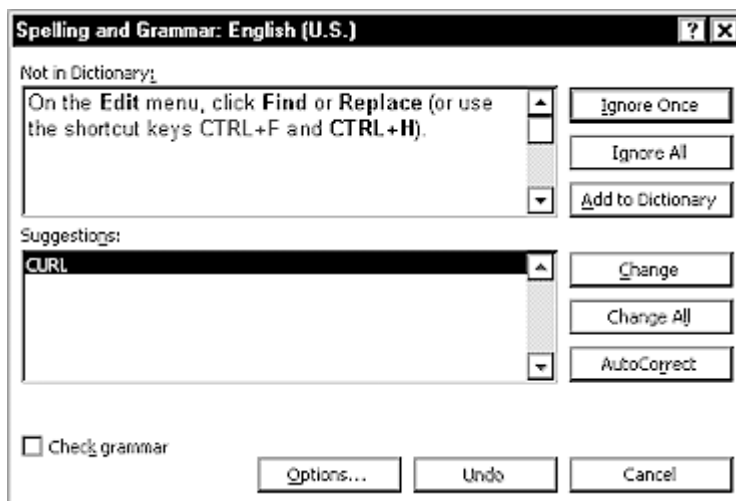 Spelling and Grammar: English (U.S.)
Not in Dictionary:
On the Edit menu, click Find or Replace (or use
the shortcut keys CTRL+F and CTRL+H).
Ignore Once
Ignore All
Add to Dictionary
Suggestions:
CURL
Change
Change All
AutoCorrect
Check grammar
Options...
Undo
Cancel